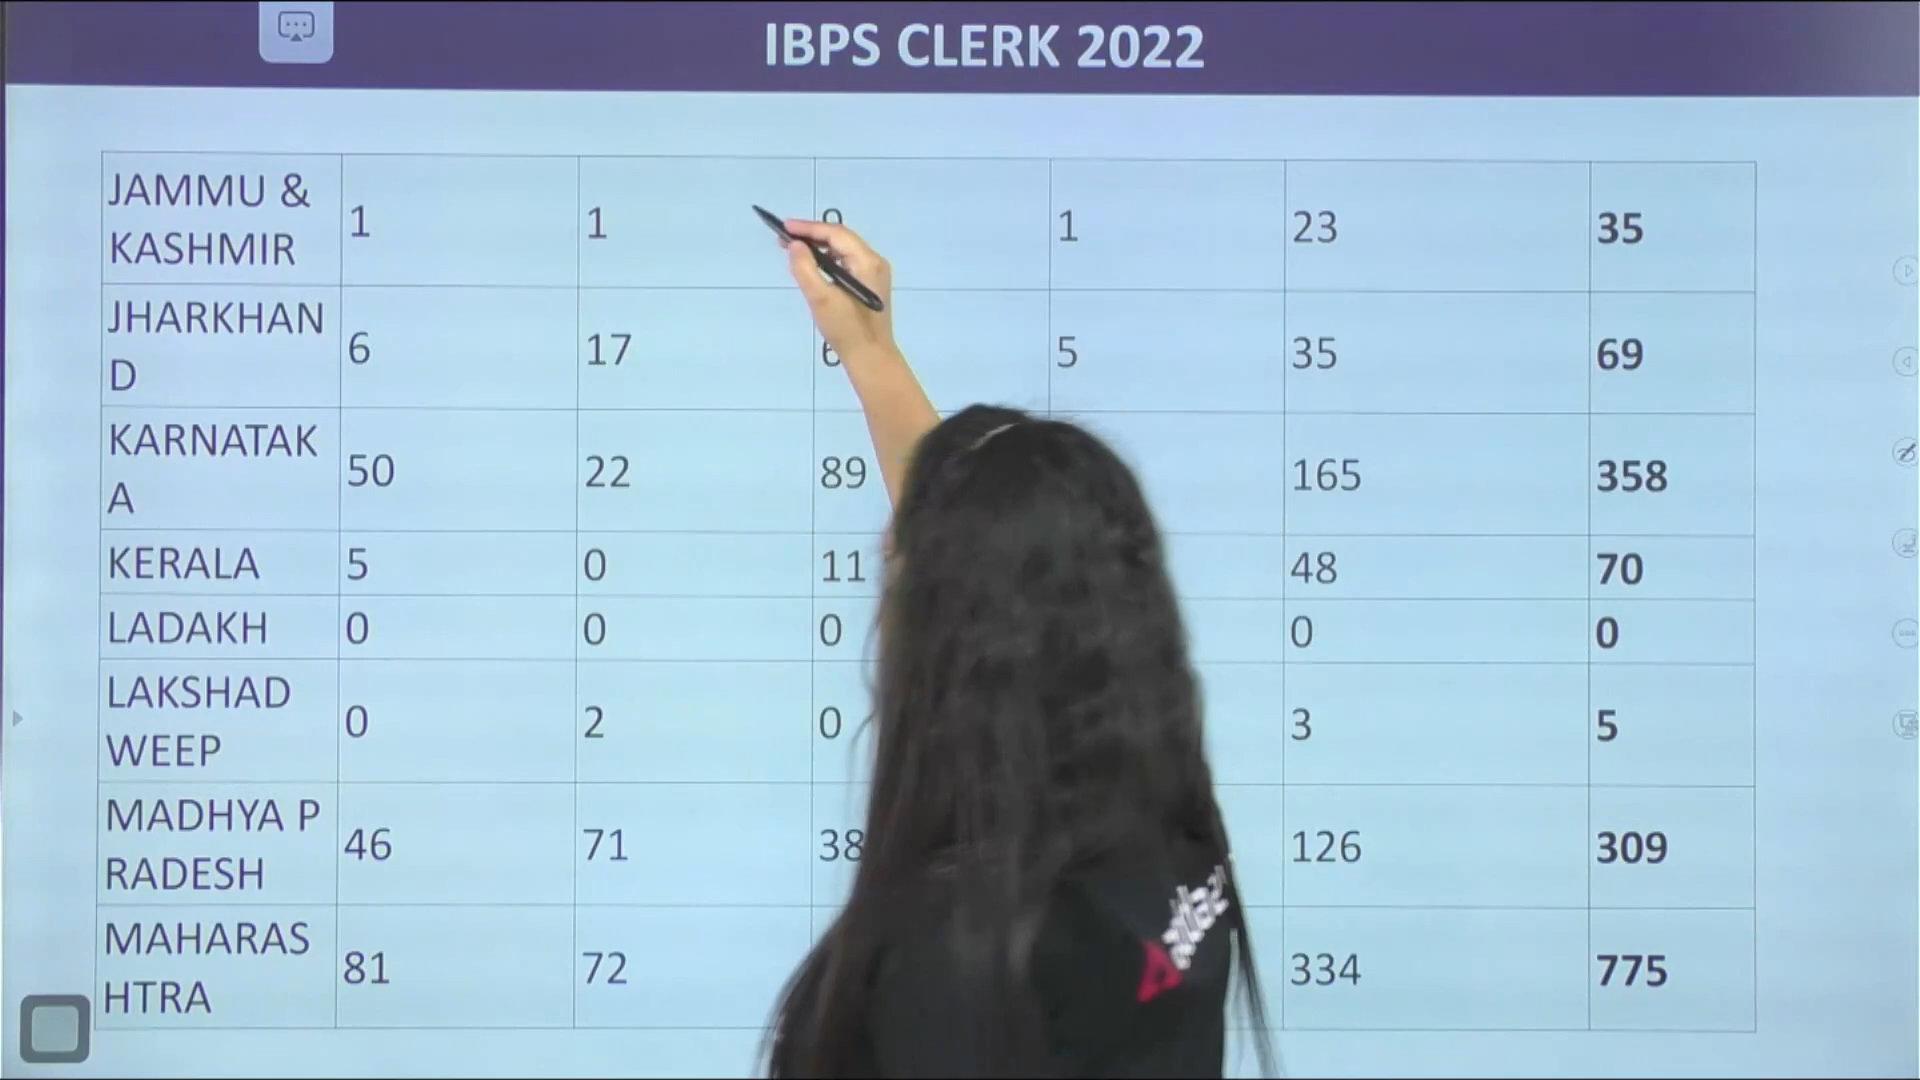 IBPS CLERK 2022
JAMMU & KASHMIR 1 1 1 23 35
JHARKHAN D 6 17 5 35 69
KARNATAK A 50 22 89 165 358
KERALA 5 0 11 48 70
LADAKH 0 0 0 0 0
LAKSHAD WEEP 0 2 0 3 5
MADHYA P RADESH 46 71 38 126 309
MAHARAS HTRA 81 72 334 775